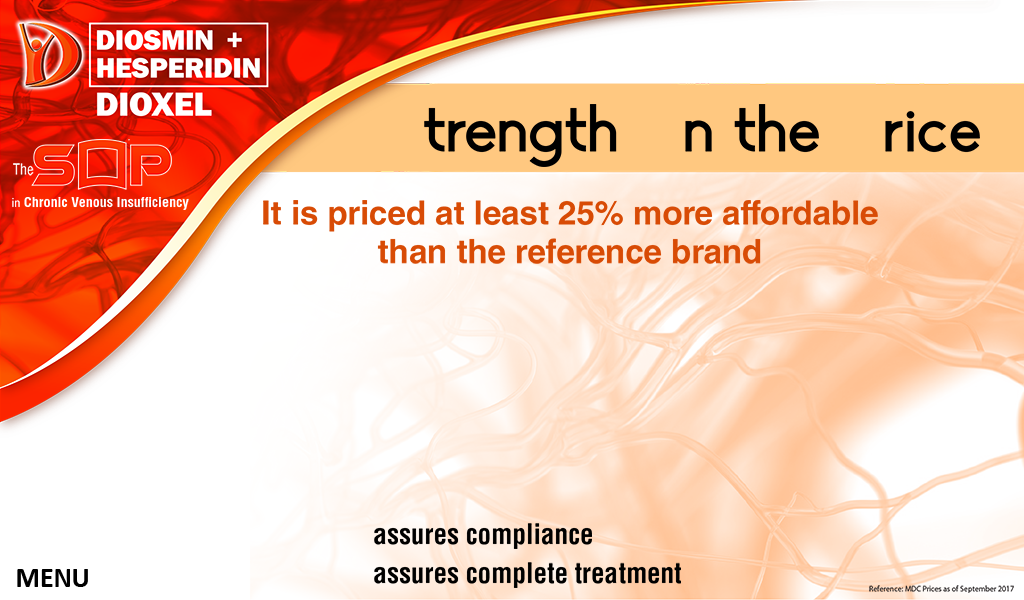 DIOSMIN +
HESPERIDIN
DIOXEL
The SOP
in Chronic Venous Insufficiency
trength n the rice
It is priced at least 25% more affordable
than the reference brand
assures compliance
assures complete treatment
MENU
Reference: MDC Prices as of September 2017